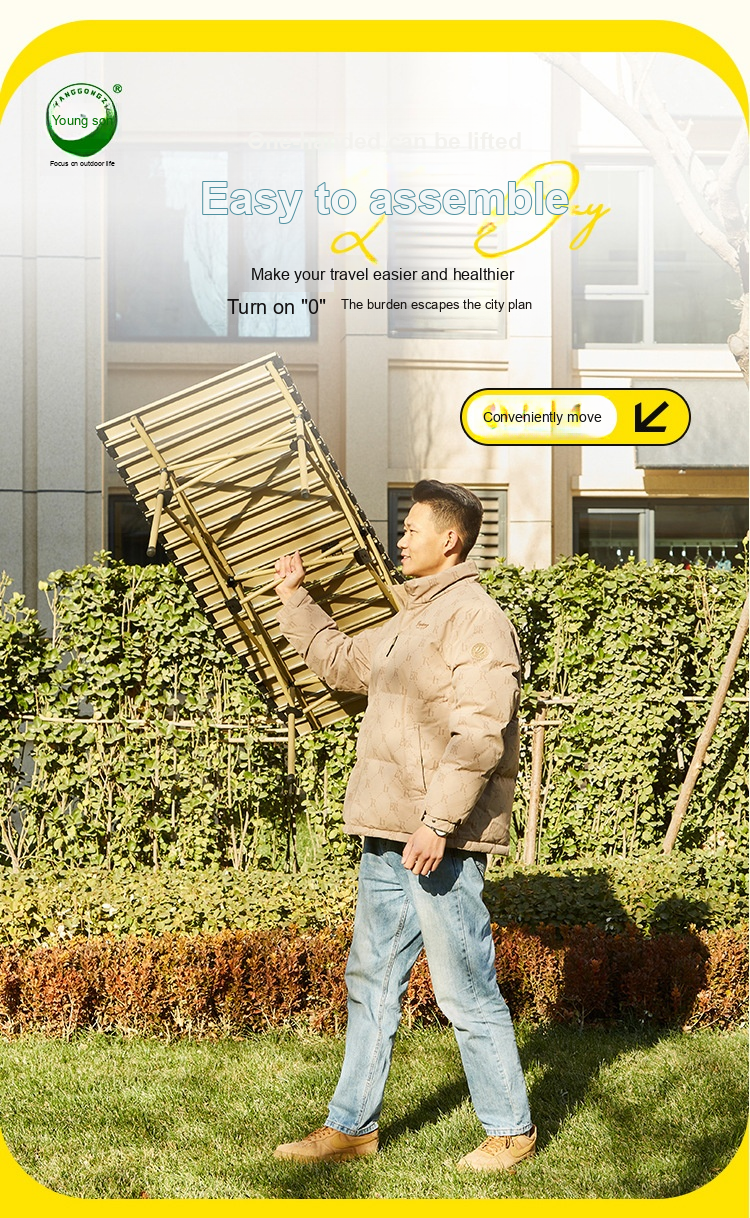 YANGGONGZI
®
Young son
Focus on outdoor life
One-handed can be lifted
Easy to assemble
Make your travel easier and healthier
Turn on "0" The burden escapes the city plan
Conveniently move